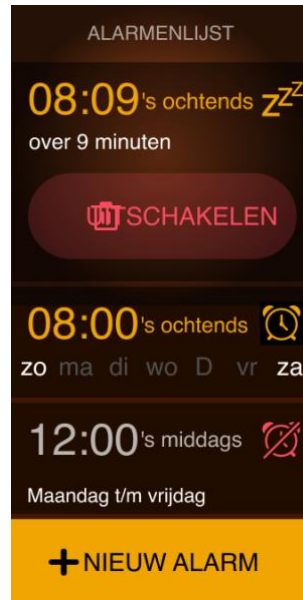 ALARMENLIJST
08:09 's ochtends zzz
over 9 minuten
UITSCHAKELEN
08:00 's ochtends
zo ma di wo D vr za
12:00 's middags
Maandag t/m vrijdag
+ NIEUW ALARM